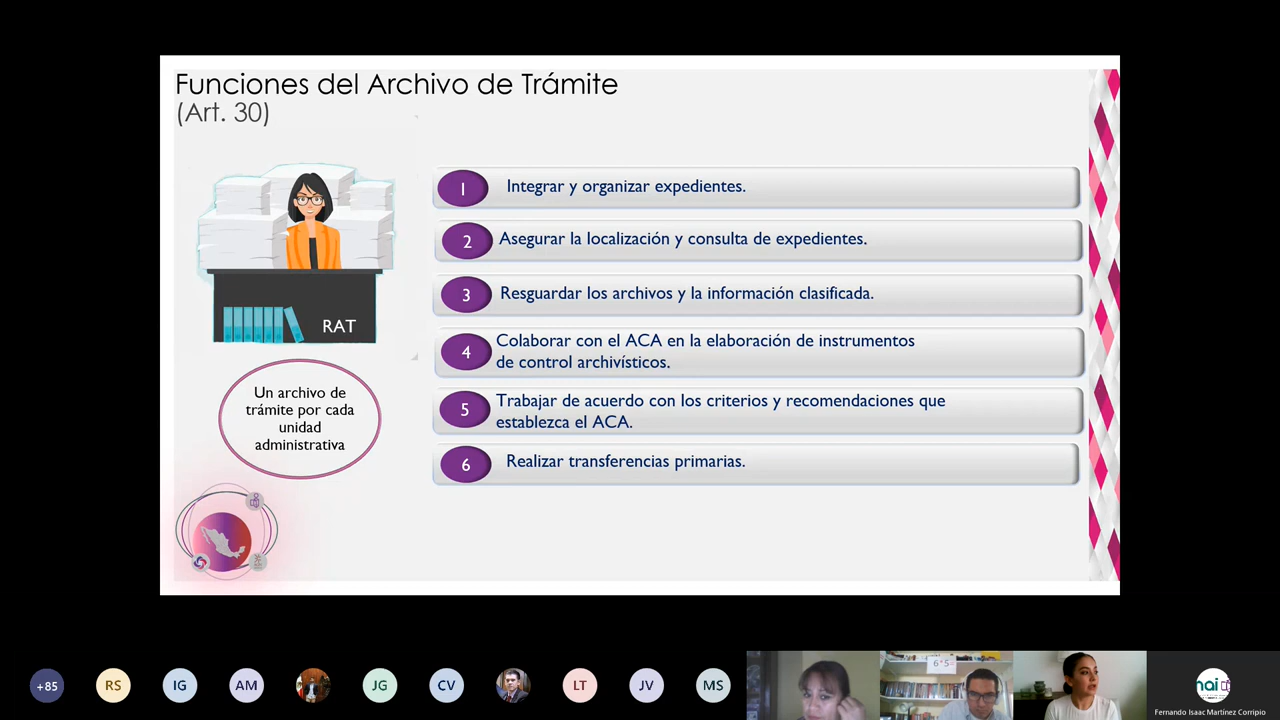 Funciones del Archivo de Trámite
(Art. 30)
1 Integrar y organizar expedientes.
2 Asegurar la localización y consulta de expedientes.
3 Resguardar los archivos y la información clasificada.
RAT
4 Colaborar con el ACA en la elaboración de instrumentos
de control archivísticos.
Un archivo de
trámite por cada
unidad
administrativa
5 Trabajar de acuerdo con los criterios y recomendaciones que
establezca el ACA.
6 Realizar transferencias primarias.
+85
RS
IG
AM
JG
CV
LT
JV
MS
6*5
inai
Fernando Isaac Martínez Corripio